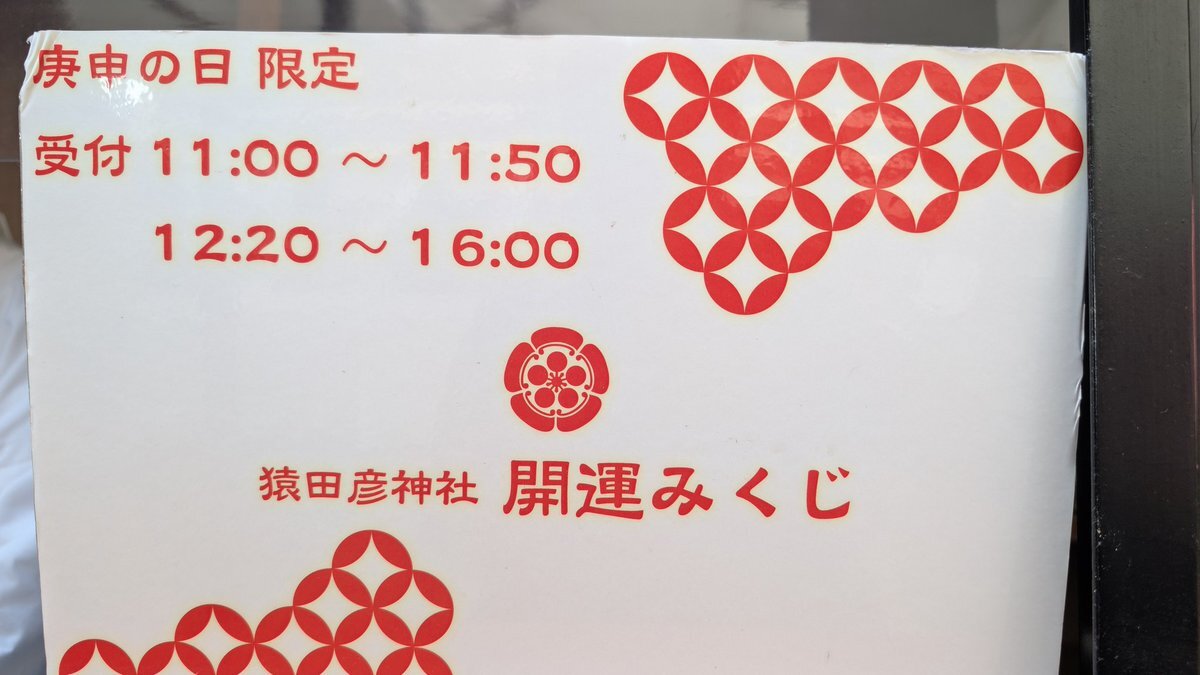 庚申の日 限定
受付 11:00 ～ 11:50
12:20 ～ 16:00
猿田彦神社 開運みくじ